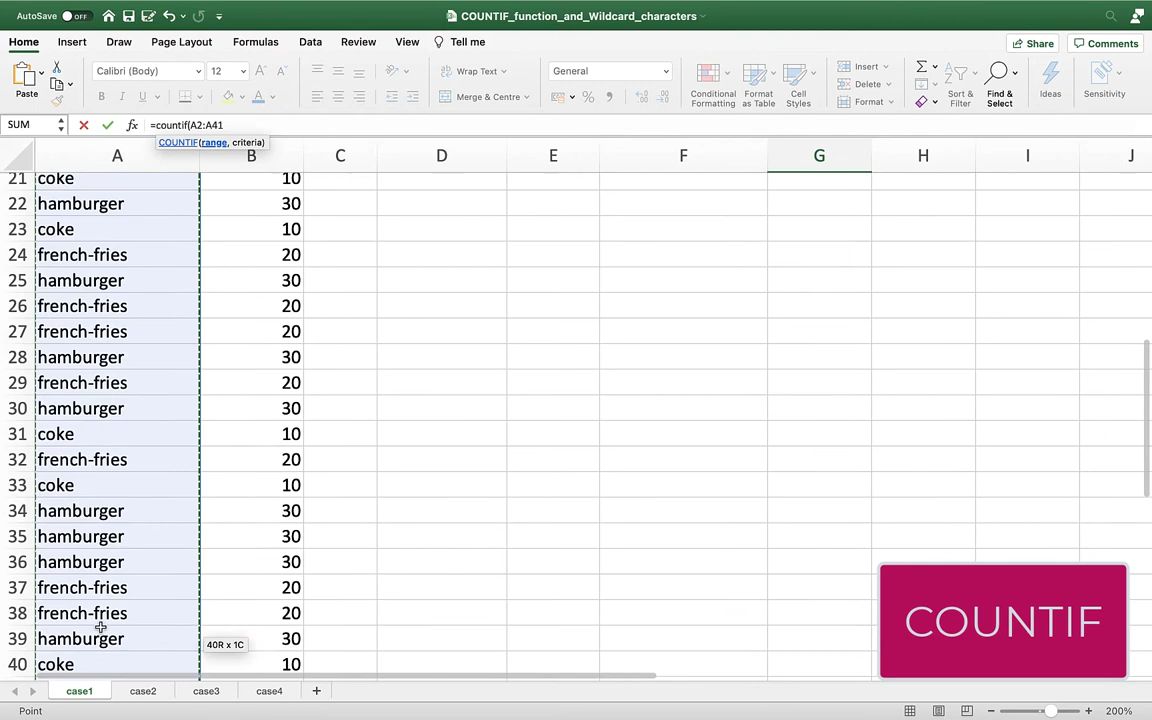 AutoSave OFF COUNTIF_function_and_Wildcard_characters
Home Insert Draw Page Layout Formulas Data Review View Tell me Share Comments
Paste Calibri (Body) 12 A A Wrap Text General Conditional Formatting Format as Table Cell Styles Insert Sort & Filter Find & Select Ideas Sensitivity
B I U A Merge & Centre % Delete
Format
SUM fx =countif(A2:A41
COUNTIF(range, criteria)
A B C D E F G H I J
21 coke 10
22 hamburger 30
23 coke 10
24 french-fries 20
25 hamburger 30
26 french-fries 20
27 french-fries 20
28 hamburger 30
29 french-fries 20
30 hamburger 30
31 coke 10
32 french-fries 20
33 coke 10
34 hamburger 30
35 hamburger 30
36 hamburger 30
37 french-fries 20
38 french-fries 20
39 hamburger 30
40 coke 10
40R x 1C
COUNTIF
case1 case2 case3 case4
Point 200%